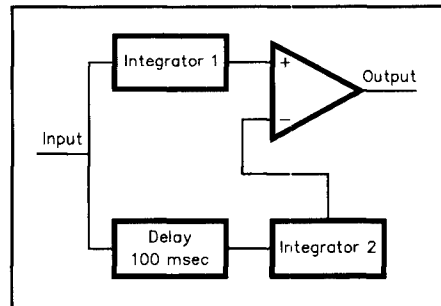 Integrator 1
+
Output
Input
−
Delay
100 msec
Integrator 2